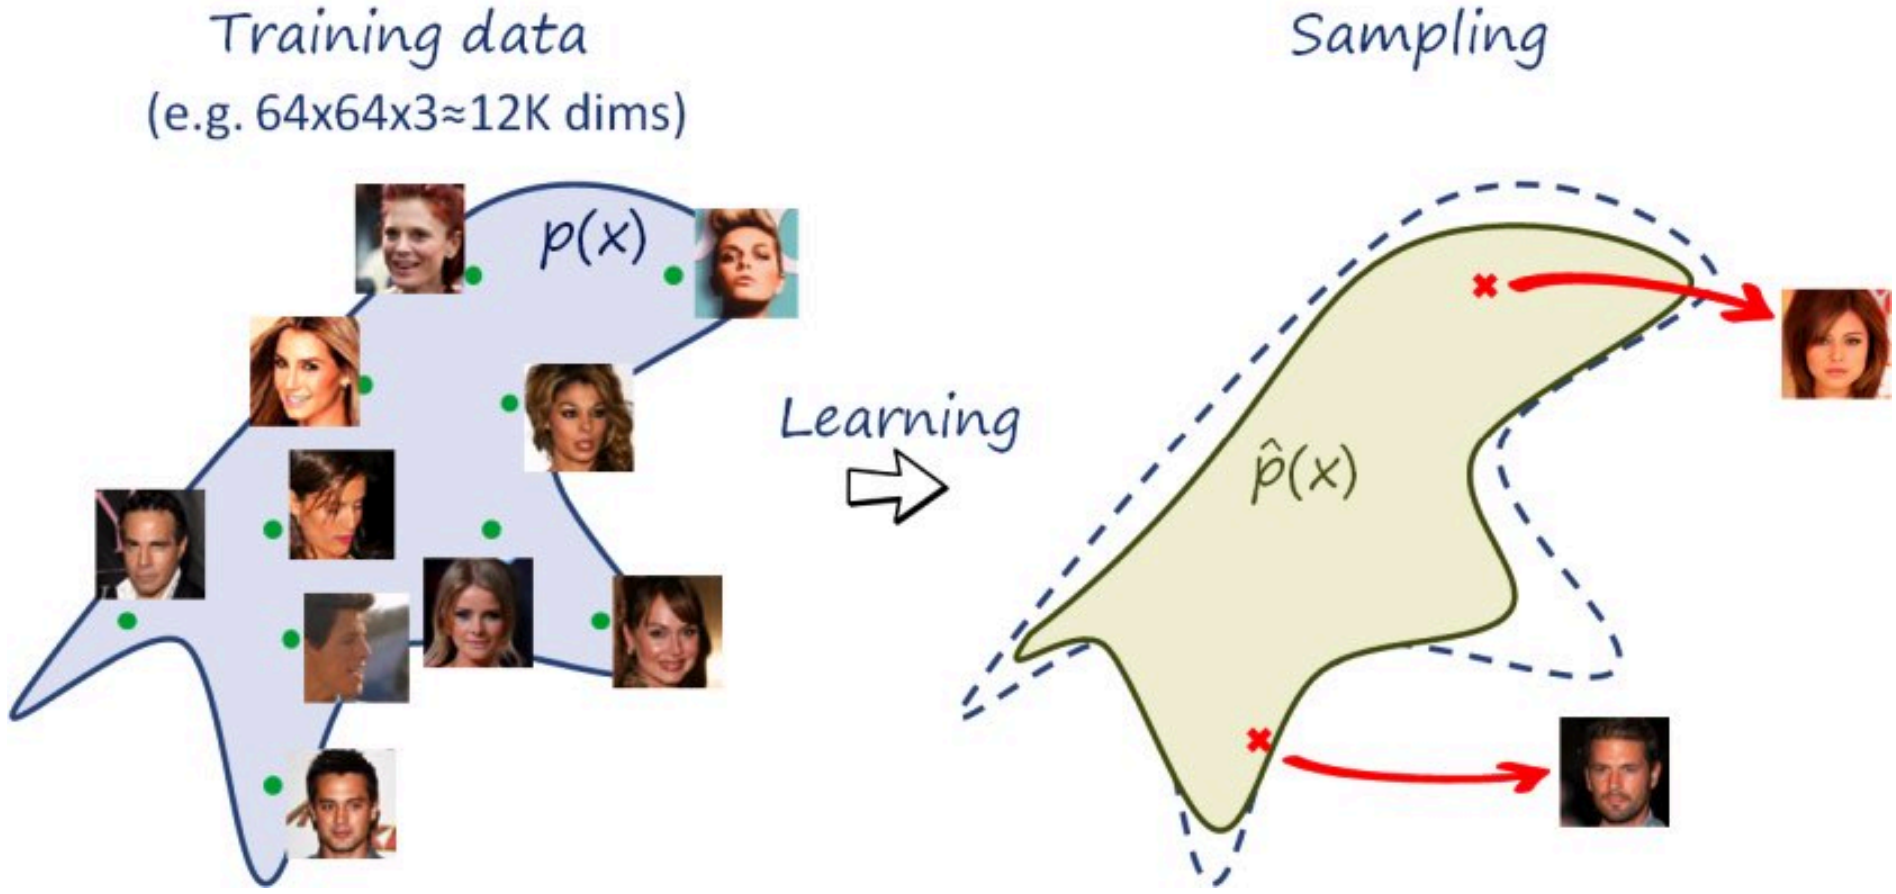 Training data
(e.g. 64x64x3≈12K dims)
p(x)
Learning
Sampling
p̂(x)